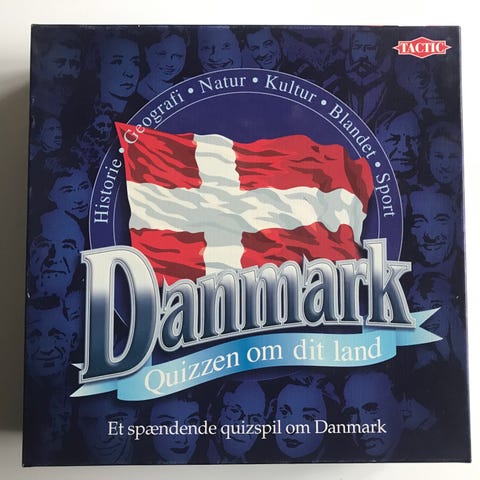 TACTIC
Historie • Geografi • Natur • Kultur • Blandet • Sport
Danmark
Quizzen om dit land
Et spændende quizspil om Danmark